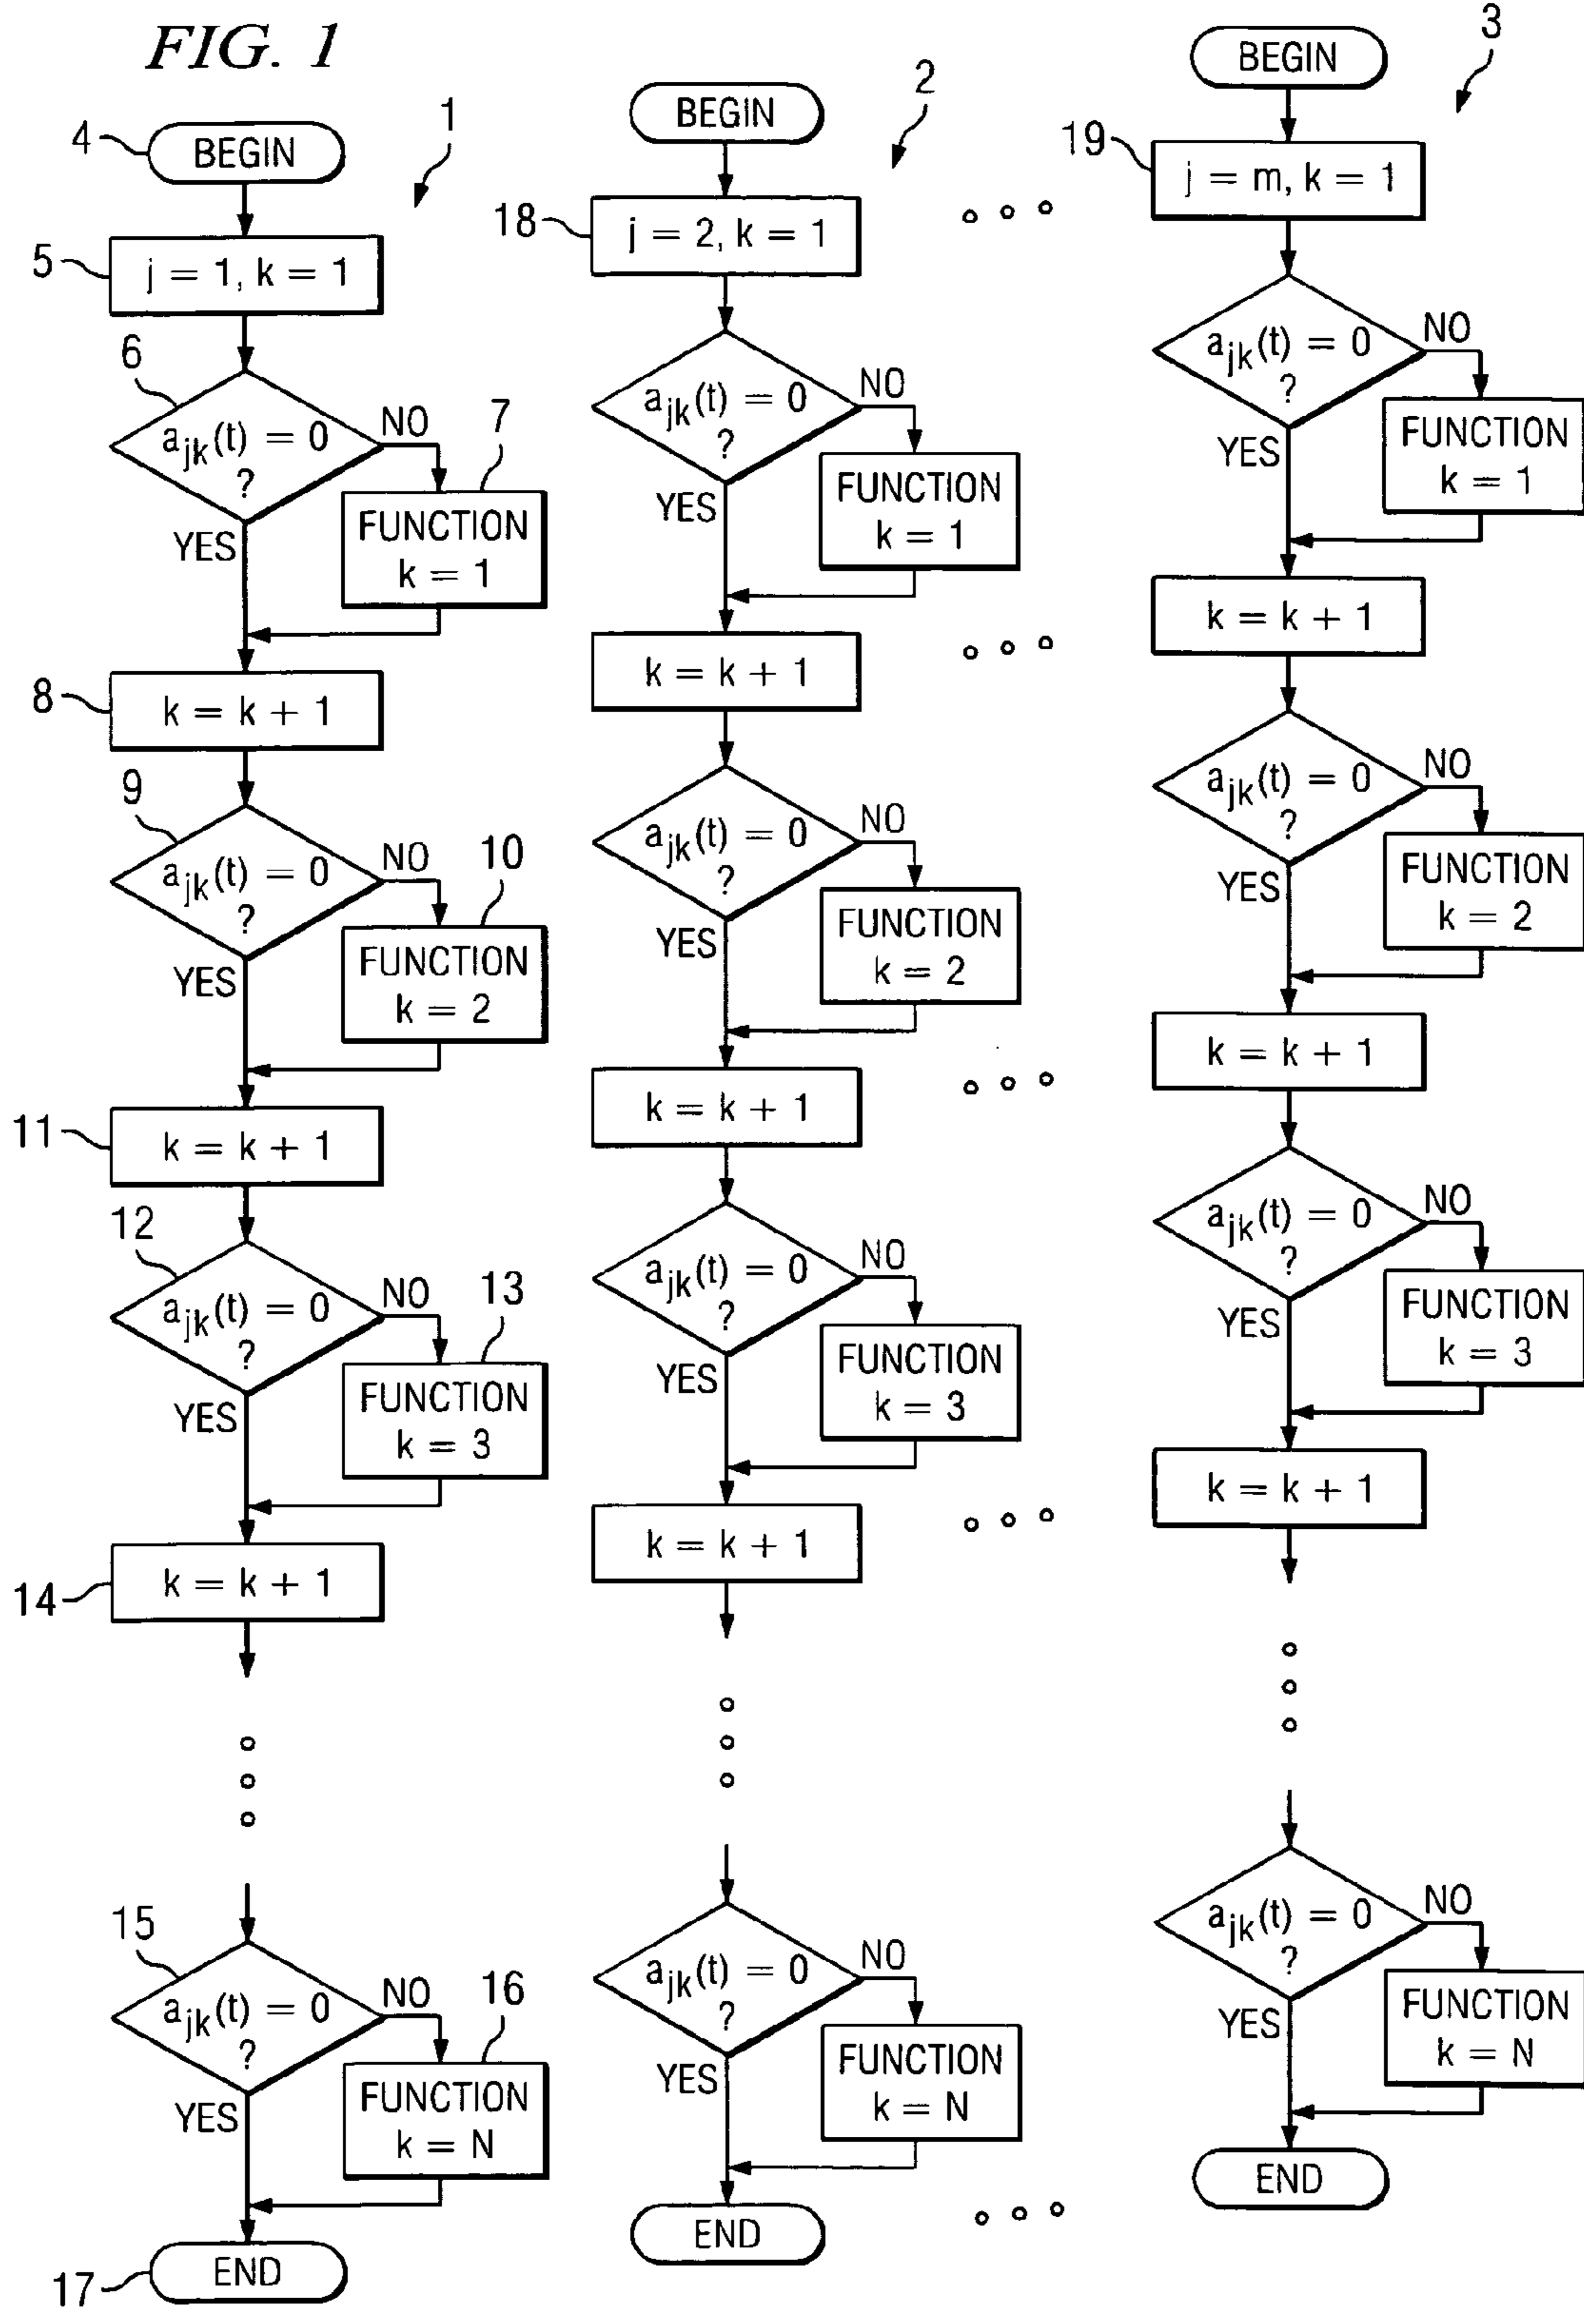 FIG. 1
1
4
BEGIN
5
j = 1, k = 1
6
a_jk(t) = 0
?
NO
YES
7
FUNCTION
k = 1
8
k = k + 1
9
a_jk(t) = 0
?
NO
YES
10
FUNCTION
k = 2
11
k = k + 1
12
a_jk(t) = 0
?
NO
YES
13
FUNCTION
k = 3
14
k = k + 1
15
a_jk(t) = 0
?
NO
YES
16
FUNCTION
k = N
17
END
2
BEGIN
18
j = 2, k = 1
a_jk(t) = 0
?
NO
YES
FUNCTION
k = 1
k = k + 1
a_jk(t) = 0
?
NO
YES
FUNCTION
k = 2
k = k + 1
a_jk(t) = 0
?
NO
YES
FUNCTION
k = 3
k = k + 1
a_jk(t) = 0
?
NO
YES
FUNCTION
k = N
END
3
BEGIN
19
j = m, k = 1
a_jk(t) = 0
?
NO
YES
FUNCTION
k = 1
k = k + 1
a_jk(t) = 0
?
NO
YES
FUNCTION
k = 2
k = k + 1
a_jk(t) = 0
?
NO
YES
FUNCTION
k = 3
k = k + 1
a_jk(t) = 0
?
NO
YES
FUNCTION
k = N
END